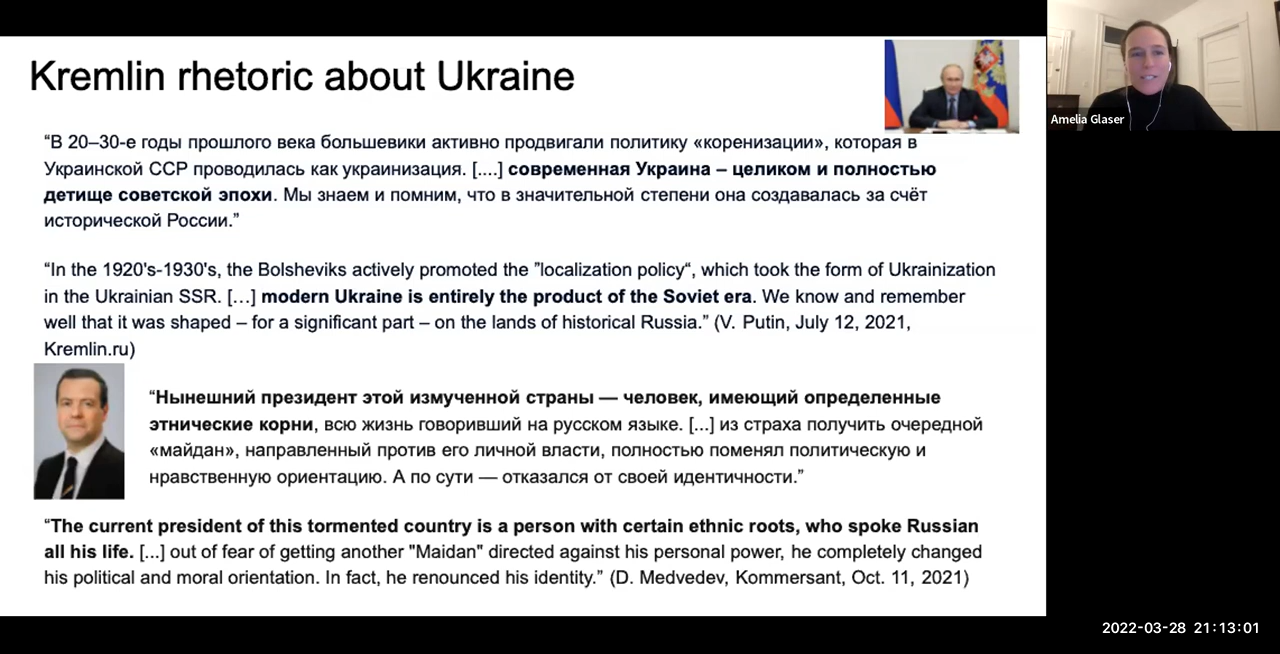 Kremlin rhetoric about Ukraine
“В 20–30-е годы прошлого века большевики активно продвигали политику «коренизации», которая в
Украинской ССР проводилась как украинизация. [....] современная Украина – целиком и полностью
детище советской эпохи. Мы знаем и помним, что в значительной степени она создавалась за счёт
исторической России.”
“In the 1920's-1930's, the Bolsheviks actively promoted the ”localization policy“, which took the form of Ukrainization
in the Ukrainian SSR. […] modern Ukraine is entirely the product of the Soviet era. We know and remember
well that it was shaped – for a significant part – on the lands of historical Russia.” (V. Putin, July 12, 2021,
Kremlin.ru)
“Нынешний президент этой измученной страны — человек, имеющий определенные
этнические корни, всю жизнь говоривший на русском языке. [...] из страха получить очередной
«майдан», направленный против его личной власти, полностью поменял политическую и
нравственную ориентацию. А по сути — отказался от своей идентичности.”
“The current president of this tormented country is a person with certain ethnic roots, who spoke Russian
all his life. [...] out of fear of getting another "Maidan" directed against his personal power, he completely changed
his political and moral orientation. In fact, he renounced his identity.” (D. Medvedev, Kommersant, Oct. 11, 2021)
Amelia Glaser
2022-03-28 21:13:01